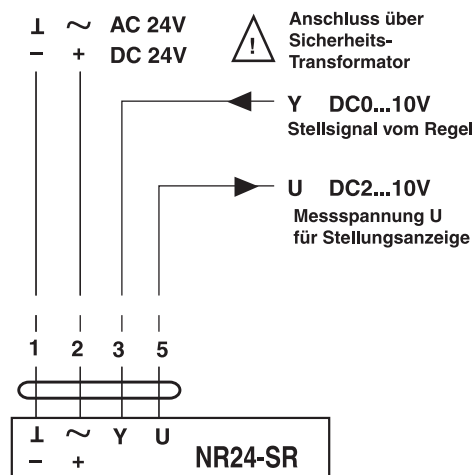 ⊥ ~ AC 24V
− + DC 24V
!
Anschluss über
Sicherheits-
Transformator
Y DC0...10V
Stellsignal vom Regel
U DC2...10V
Messspannung U
für Stellungsanzeige
1 2 3 5
⊥ ~ Y U
− +
NR24-SR